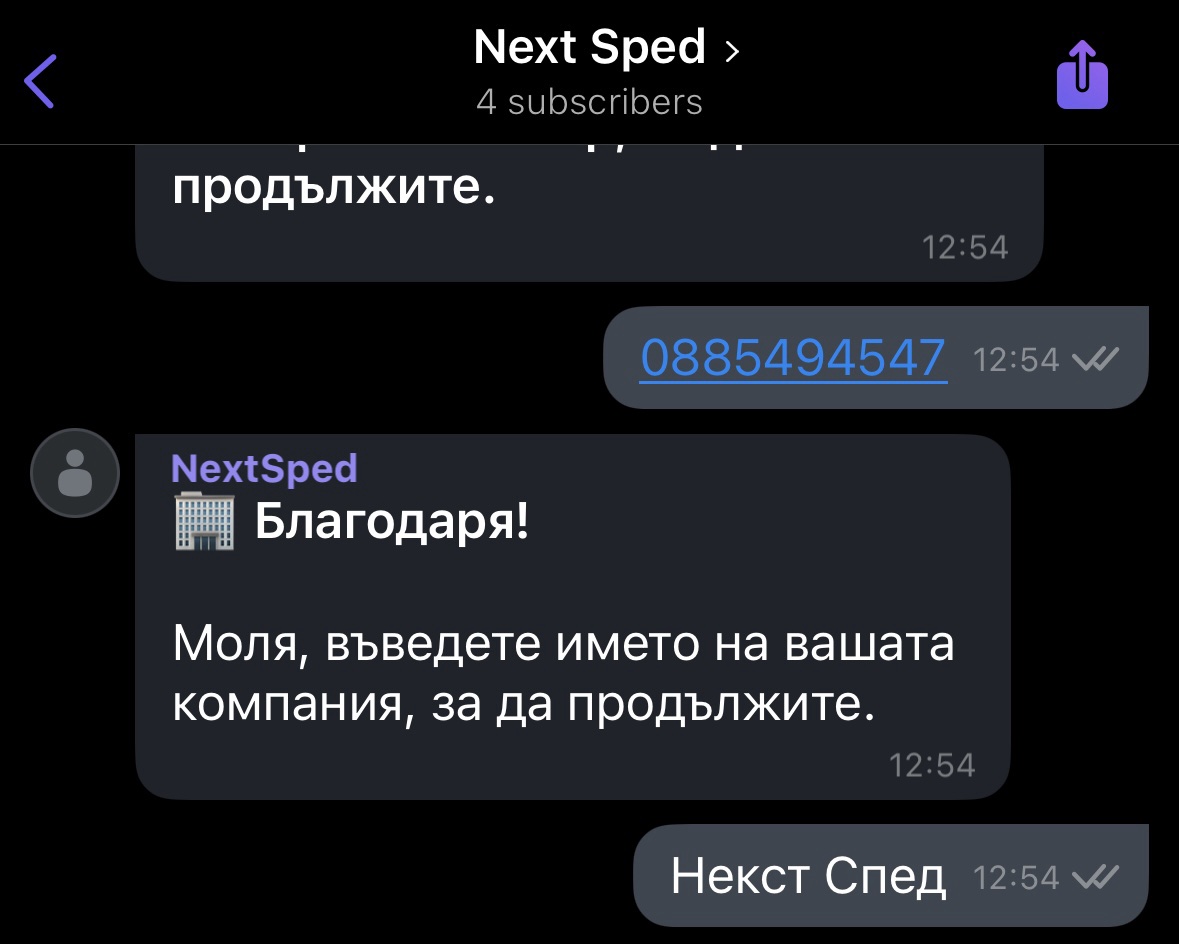 Next Sped
4 subscribers
продължите.
12:54
0885494547 12:54
NextSped
🏢 Благодаря!
Моля, въведете името на вашата
компания, за да продължите.
12:54
Некст Спед 12:54